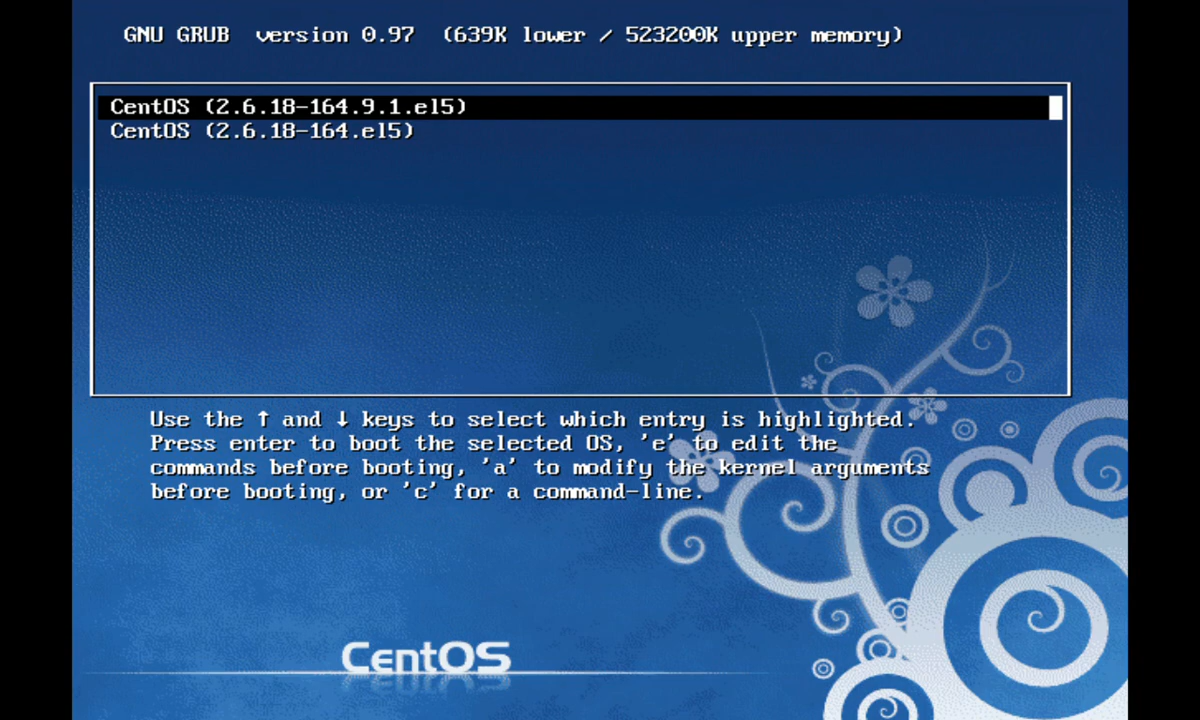 GNU GRUB version 0.97 (639K lower / 523200K upper memory)
CentOS (2.6.18-164.9.1.el5)
CentOS (2.6.18-164.el5)
Use the ↑ and ↓ keys to select which entry is highlighted.
Press enter to boot the selected OS, 'e' to edit the
commands before booting, 'a' to modify the kernel arguments
before booting, or 'c' for a command-line.
CentOS